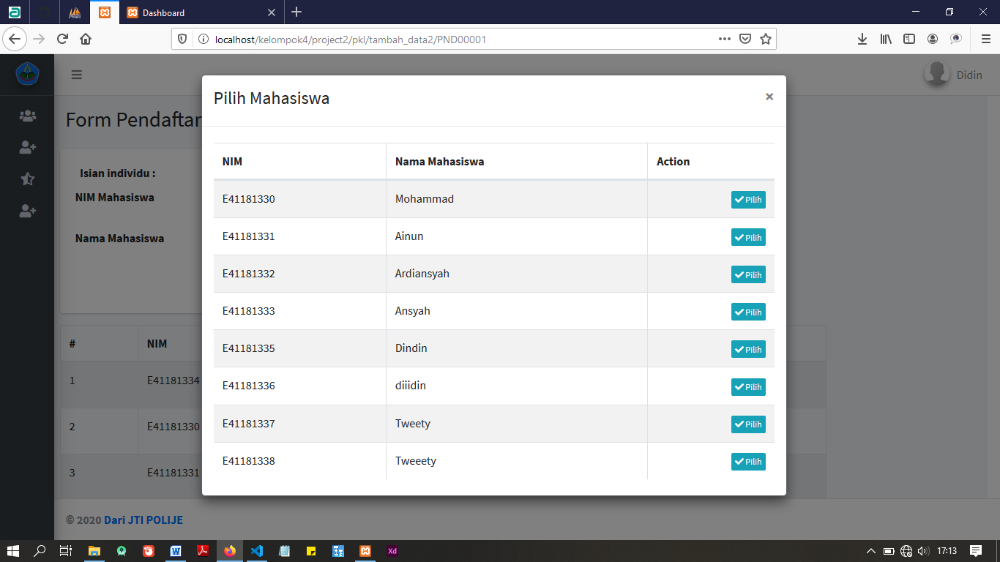 Dashboard
localhost/kelompok4/project2/pkl/tambah_data2/PND00001
Didin
Form Pendaftar
Isian individu :
NIM Mahasiswa
Nama Mahasiswa
# NIM
1 E41181334
2 E41181330
3 E41181331
Pilih Mahasiswa ×
NIM Nama Mahasiswa Action
E41181330 Mohammad Pilih
E41181331 Ainun Pilih
E41181332 Ardiansyah Pilih
E41181333 Ansyah Pilih
E41181335 Dindin Pilih
E41181336 diiidin Pilih
E41181337 Tweety Pilih
E41181338 Tweeety Pilih
© 2020 Dari JTI POLIJE
Xd
17:13